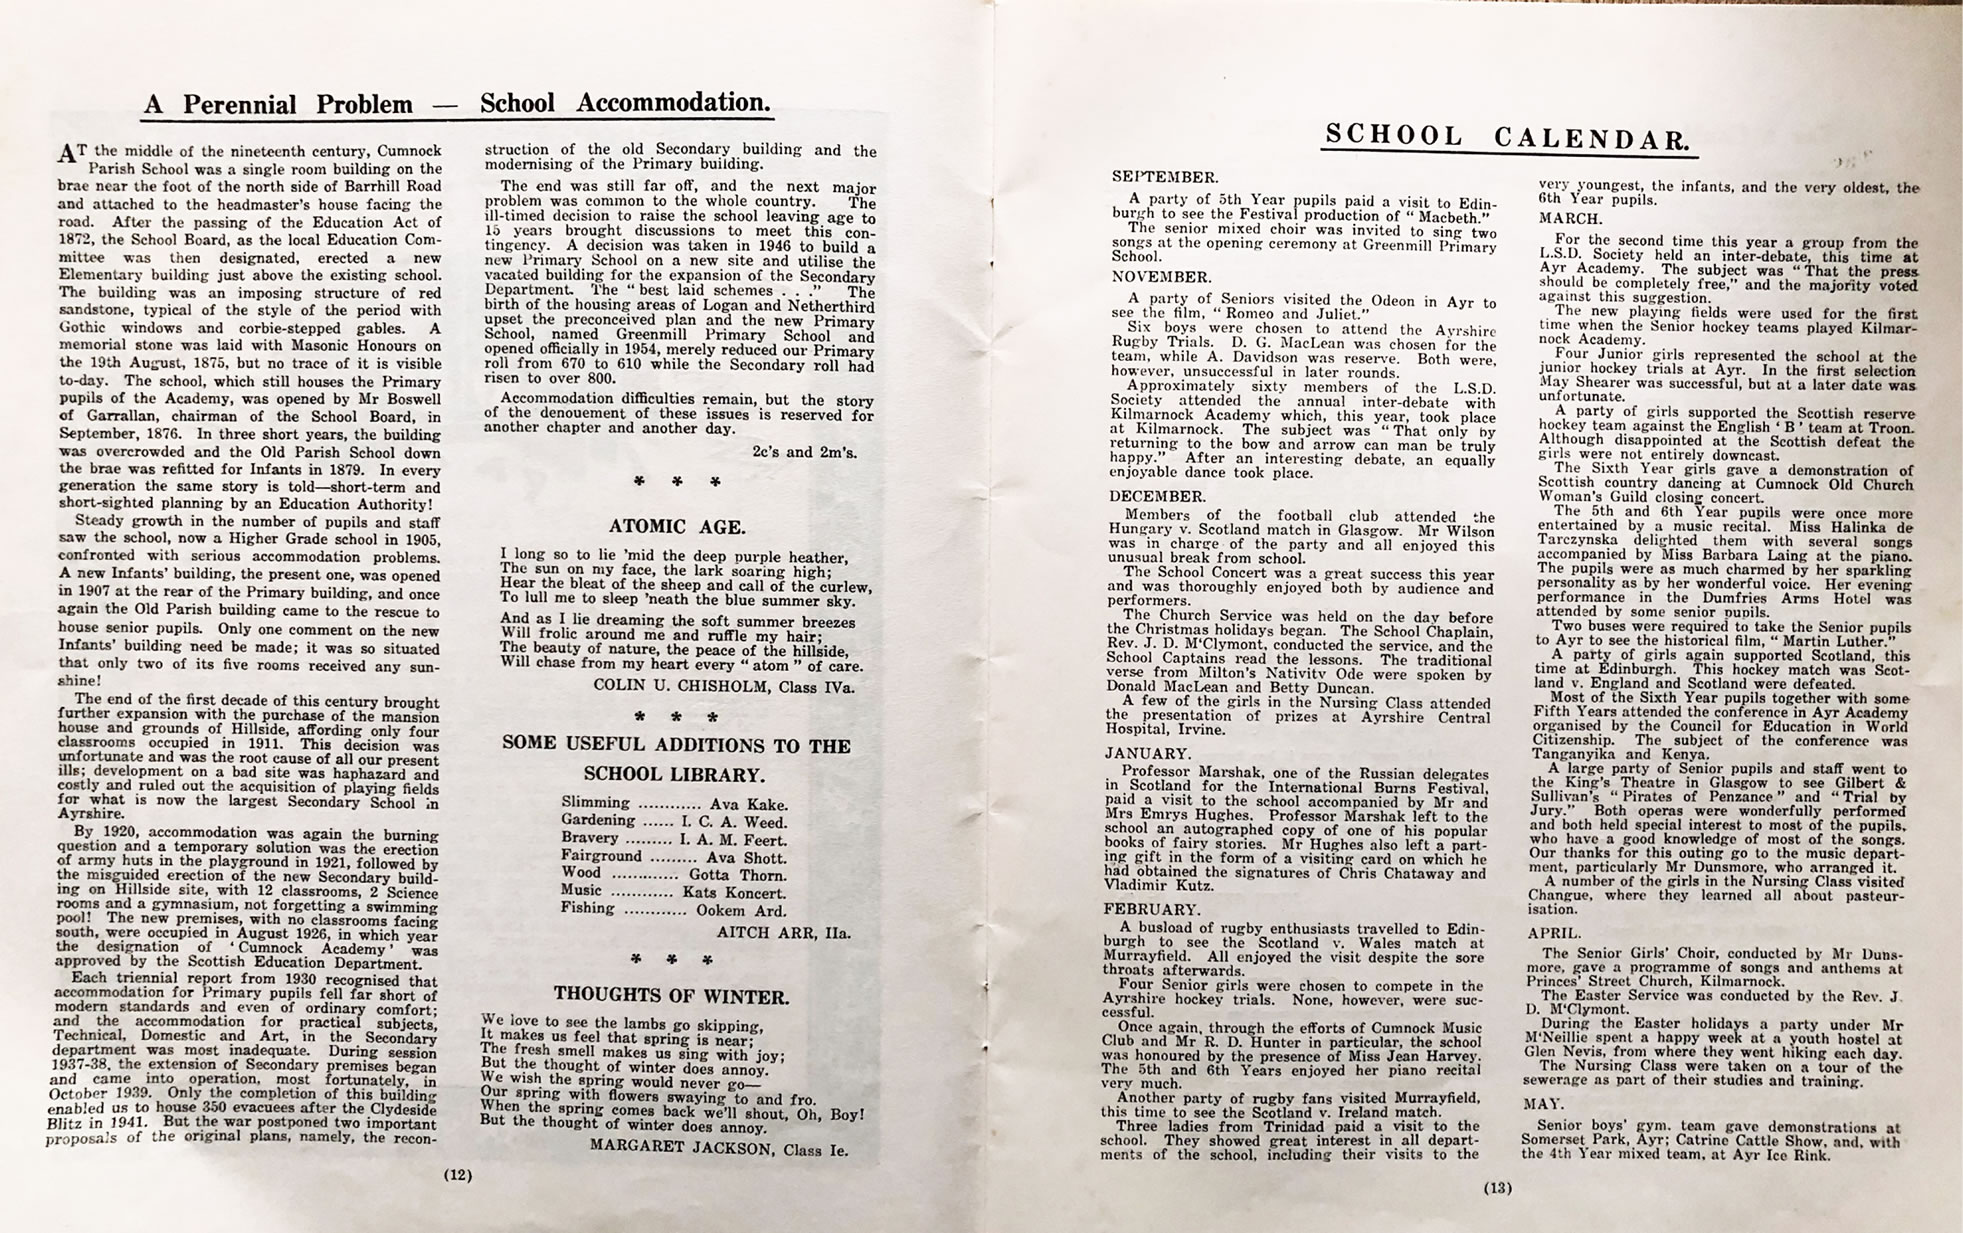 A Perennial Problem — School Accommodation.
AT the middle of the nineteenth century, Cumnock
Parish School was a single room building on the
brae near the foot of the north side of Barrhill Road
and attached to the headmaster's house facing the
road. After the passing of the Education Act of
1872, the School Board, as the local Education Com-
mittee was then designated, erected a new
Elementary building just above the existing school.
The building was an imposing structure of red
sandstone, typical of the style of the period with
Gothic windows and corbie-stepped gables. A
memorial stone was laid with Masonic Honours on
the 19th August, 1875, but no trace of it is visible
to-day. The school, which still houses the Primary
pupils of the Academy, was opened by Mr Boswell
of Garrallan, chairman of the School Board, in
September, 1876. In three short years, the building
was overcrowded and the Old Parish School down
the brae was refitted for Infants in 1879. In every
generation the same story is told—short-term and
short-sighted planning by an Education Authority!
Steady growth in the number of pupils and staff
saw the school, now a Higher Grade school in 1905,
confronted with serious accommodation problems.
A new Infants' building, the present one, was opened
in 1907 at the rear of the Primary building, and once
again the Old Parish building came to the rescue to
house senior pupils. Only one comment on the new
Infants' building need be made; it was so situated
that only two of its five rooms received any sun-
shine!
The end of the first decade of this century brought
further expansion with the purchase of the mansion
house and grounds of Hillside, affording only four
classrooms occupied in 1911. This decision was
unfortunate and was the root cause of all our present
ills; development on a bad site was haphazard and
costly and ruled out the acquisition of playing fields
for what is now the largest Secondary School in
Ayrshire.
By 1920, accommodation was again the burning
question and a temporary solution was the erection
of army huts in the playground in 1921, followed by
the misguided erection of the new Secondary build-
ing on Hillside site, with 12 classrooms, 2 Science
rooms and a gymnasium, not forgetting a swimming
pool! The new premises, with no classrooms facing
south, were occupied in August 1926, in which year
the designation of ‘Cumnock Academy’ was
approved by the Scottish Education Department.
Each triennial report from 1930 recognised that
accommodation for Primary pupils fell far short of
modern standards and even of ordinary comfort;
and the accommodation for practical subjects,
Technical, Domestic and Art, in the Secondary
department was most inadequate. During session
1937-38, the extension of Secondary premises began
and came into operation, most fortunately, in
October 1939. Only the completion of this building
enabled us to house 350 evacuees after the Clydeside
Blitz in 1941. But the war postponed two important
proposals of the original plans, namely, the recon-
struction of the old Secondary building and the
modernising of the Primary building.
The end was still far off, and the next major
problem was common to the whole country. The
ill-timed decision to raise the school leaving age to
15 years brought discussions to meet this con-
tingency. A decision was taken in 1946 to build a
new Primary School on a new site and utilise the
vacated building for the expansion of the Secondary
Department. The “best laid schemes . . .” The
birth of the housing areas of Logan and Netherthird
upset the preconceived plan and the new Primary
School, named Greenmill Primary School and
opened officially in 1954, merely reduced our Primary
roll from 670 to 610 while the Secondary roll had
risen to over 800.
Accommodation difficulties remain, but the story
of the denouement of these issues is reserved for
another chapter and another day.
2c's and 2m's.
* * *
ATOMIC AGE.
I long so to lie 'mid the deep purple heather,
The sun on my face, the lark soaring high;
Hear the bleat of the sheep and call of the curlew,
To lull me to sleep 'neath the blue summer sky.
And as I lie dreaming the soft summer breezes
Will frolic around me and ruffle my hair;
The beauty of nature, the peace of the hillside,
Will chase from my heart every “atom” of care.
COLIN U. CHISHOLM, Class IVa.
* * *
SOME USEFUL ADDITIONS TO THE
SCHOOL LIBRARY.
Slimming ............ Ava Kake.
Gardening ...... I. C. A. Weed.
Bravery ......... I. A. M. Feert.
Fairground ......... Ava Shott.
Wood ............ Gotta Thorn.
Music ............ Kats Koncert.
Fishing ............ Ookem Ard.
AITCH ARR, IIa.
* * *
THOUGHTS OF WINTER.
We love to see the lambs go skipping,
It makes us feel that spring is near;
The fresh smell makes us sing with joy;
But the thought of winter does annoy.
We wish the spring would never go—
Our spring with flowers swaying to and fro.
When the spring comes back we'll shout, Oh, Boy!
But the thought of winter does annoy.
MARGARET JACKSON, Class Ie.
(12)
SCHOOL CALENDAR.
SEPTEMBER.
A party of 5th Year pupils paid a visit to Edin-
burgh to see the Festival production of “Macbeth.”
The senior mixed choir was invited to sing two
songs at the opening ceremony at Greenmill Primary
School.
NOVEMBER.
A party of Seniors visited the Odeon in Ayr to
see the film, “Romeo and Juliet.”
Six boys were chosen to attend the Ayrshire
Rugby Trials. D. G. MacLean was chosen for the
team, while A. Davidson was reserve. Both were,
however, unsuccessful in later rounds.
Approximately sixty members of the L.S.D.
Society attended the annual inter-debate with
Kilmarnock Academy which, this year, took place
at Kilmarnock. The subject was “That only by
returning to the bow and arrow can man be truly
happy.” After an interesting debate, an equally
enjoyable dance took place.
DECEMBER.
Members of the football club attended the
Hungary v. Scotland match in Glasgow. Mr Wilson
was in charge of the party and all enjoyed this
unusual break from school.
The School Concert was a great success this year
and was thoroughly enjoyed both by audience and
performers.
The Church Service was held on the day before
the Christmas holidays began. The School Chaplain,
Rev. J. D. M‘Clymont, conducted the service, and the
School Captains read the lessons. The traditional
verse from Milton's Nativity Ode were spoken by
Donald MacLean and Betty Duncan.
A few of the girls in the Nursing Class attended
the presentation of prizes at Ayrshire Central
Hospital, Irvine.
JANUARY.
Professor Marshak, one of the Russian delegates
in Scotland for the International Burns Festival,
paid a visit to the school accompanied by Mr and
Mrs Emrys Hughes. Professor Marshak left to the
school an autographed copy of one of his popular
books of fairy stories. Mr Hughes also left a part-
ing gift in the form of a visiting card on which he
had obtained the signatures of Chris Chataway and
Vladimir Kutz.
FEBRUARY.
A busload of rugby enthusiasts travelled to Edin-
burgh to see the Scotland v. Wales match at
Murrayfield. All enjoyed the visit despite the sore
throats afterwards.
Four Senior girls were chosen to compete in the
Ayrshire hockey trials. None, however, were suc-
cessful.
Once again, through the efforts of Cumnock Music
Club and Mr R. D. Hunter in particular, the school
was honoured by the presence of Miss Jean Harvey.
The 5th and 6th Years enjoyed her piano recital
very much.
Another party of rugby fans visited Murrayfield,
this time to see the Scotland v. Ireland match.
Three ladies from Trinidad paid a visit to the
school. They showed great interest in all depart-
ments of the school, including their visits to the
very youngest, the infants, and the very oldest, the
6th Year pupils.
MARCH.
For the second time this year a group from the
L.S.D. Society held an inter-debate, this time at
Ayr Academy. The subject was “That the press
should be completely free,” and the majority voted
against this suggestion.
The new playing fields were used for the first
time when the Senior hockey teams played Kilmar-
nock Academy.
Four Junior girls represented the school at the
junior hockey trials at Ayr. In the first selection
May Shearer was successful, but at a later date was
unfortunate.
A party of girls supported the Scottish reserve
hockey team against the English ‘B’ team at Troon.
Although disappointed at the Scottish defeat the
girls were not entirely downcast.
The Sixth Year girls gave a demonstration of
Scottish country dancing at Cumnock Old Church
Woman's Guild closing concert.
The 5th and 6th Year pupils were once more
entertained by a music recital. Miss Halinka de
Tarczynska delighted them with several songs
accompanied by Miss Barbara Laing at the piano.
The pupils were as much charmed by her sparkling
personality as by her wonderful voice. Her evening
performance in the Dumfries Arms Hotel was
attended by some senior pupils.
Two buses were required to take the Senior pupils
to Ayr to see the historical film, “Martin Luther.”
A party of girls again supported Scotland, this
time at Edinburgh. This hockey match was Scot-
land v. England and Scotland were defeated.
Most of the Sixth Year pupils together with some
Fifth Years attended the conference in Ayr Academy
organised by the Council for Education in World
Citizenship. The subject of the conference was
Tanganyika and Kenya.
A large party of Senior pupils and staff went to
the King's Theatre in Glasgow to see Gilbert &
Sullivan's “Pirates of Penzance” and “Trial by
Jury.” Both operas were wonderfully performed
and both held special interest to most of the pupils,
who have a good knowledge of most of the songs.
Our thanks for this outing go to the music depart-
ment, particularly Mr Dunsmore, who arranged it.
A number of the girls in the Nursing Class visited
Changue, where they learned all about pasteur-
isation.
APRIL.
The Senior Girls' Choir, conducted by Mr Duns-
more, gave a programme of songs and anthems at
Princes' Street Church, Kilmarnock.
The Easter Service was conducted by the Rev. J.
D. M‘Clymont.
During the Easter holidays a party under Mr
M‘Neillie spent a happy week at a youth hostel at
Glen Nevis, from where they went hiking each day.
The Nursing Class were taken on a tour of the
sewerage as part of their studies and training.
MAY.
Senior boys' gym. team gave demonstrations at
Somerset Park, Ayr; Catrine Cattle Show, and, with
the 4th Year mixed team, at Ayr Ice Rink.
(13)